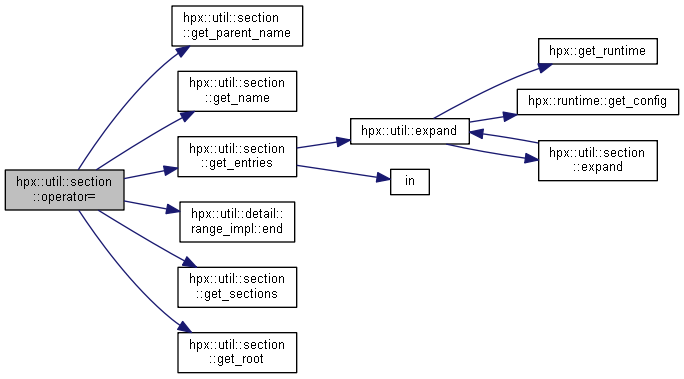 hpx::util::section
::get_parent_name
hpx::util::section
::get_name
hpx::util::section
::get_entries
hpx::util::section
::operator=
hpx::util::detail::
range_impl::end
hpx::util::section
::get_sections
hpx::util::section
::get_root
hpx::util::expand
in
hpx::get_runtime
hpx::runtime::get_config
hpx::util::section
::expand